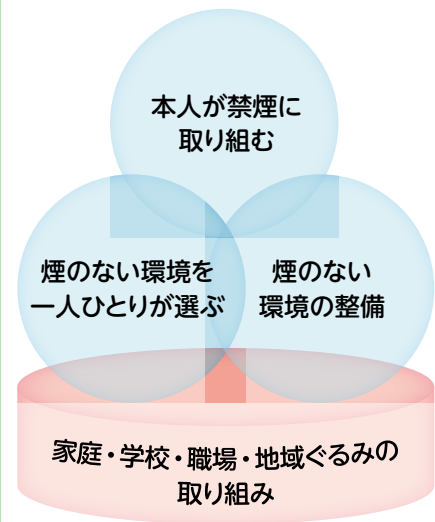 本人が禁煙に
取り組む
煙のない環境を
一人ひとりが選ぶ
煙のない
環境の整備
家庭・学校・職場・地域ぐるみの
取り組み